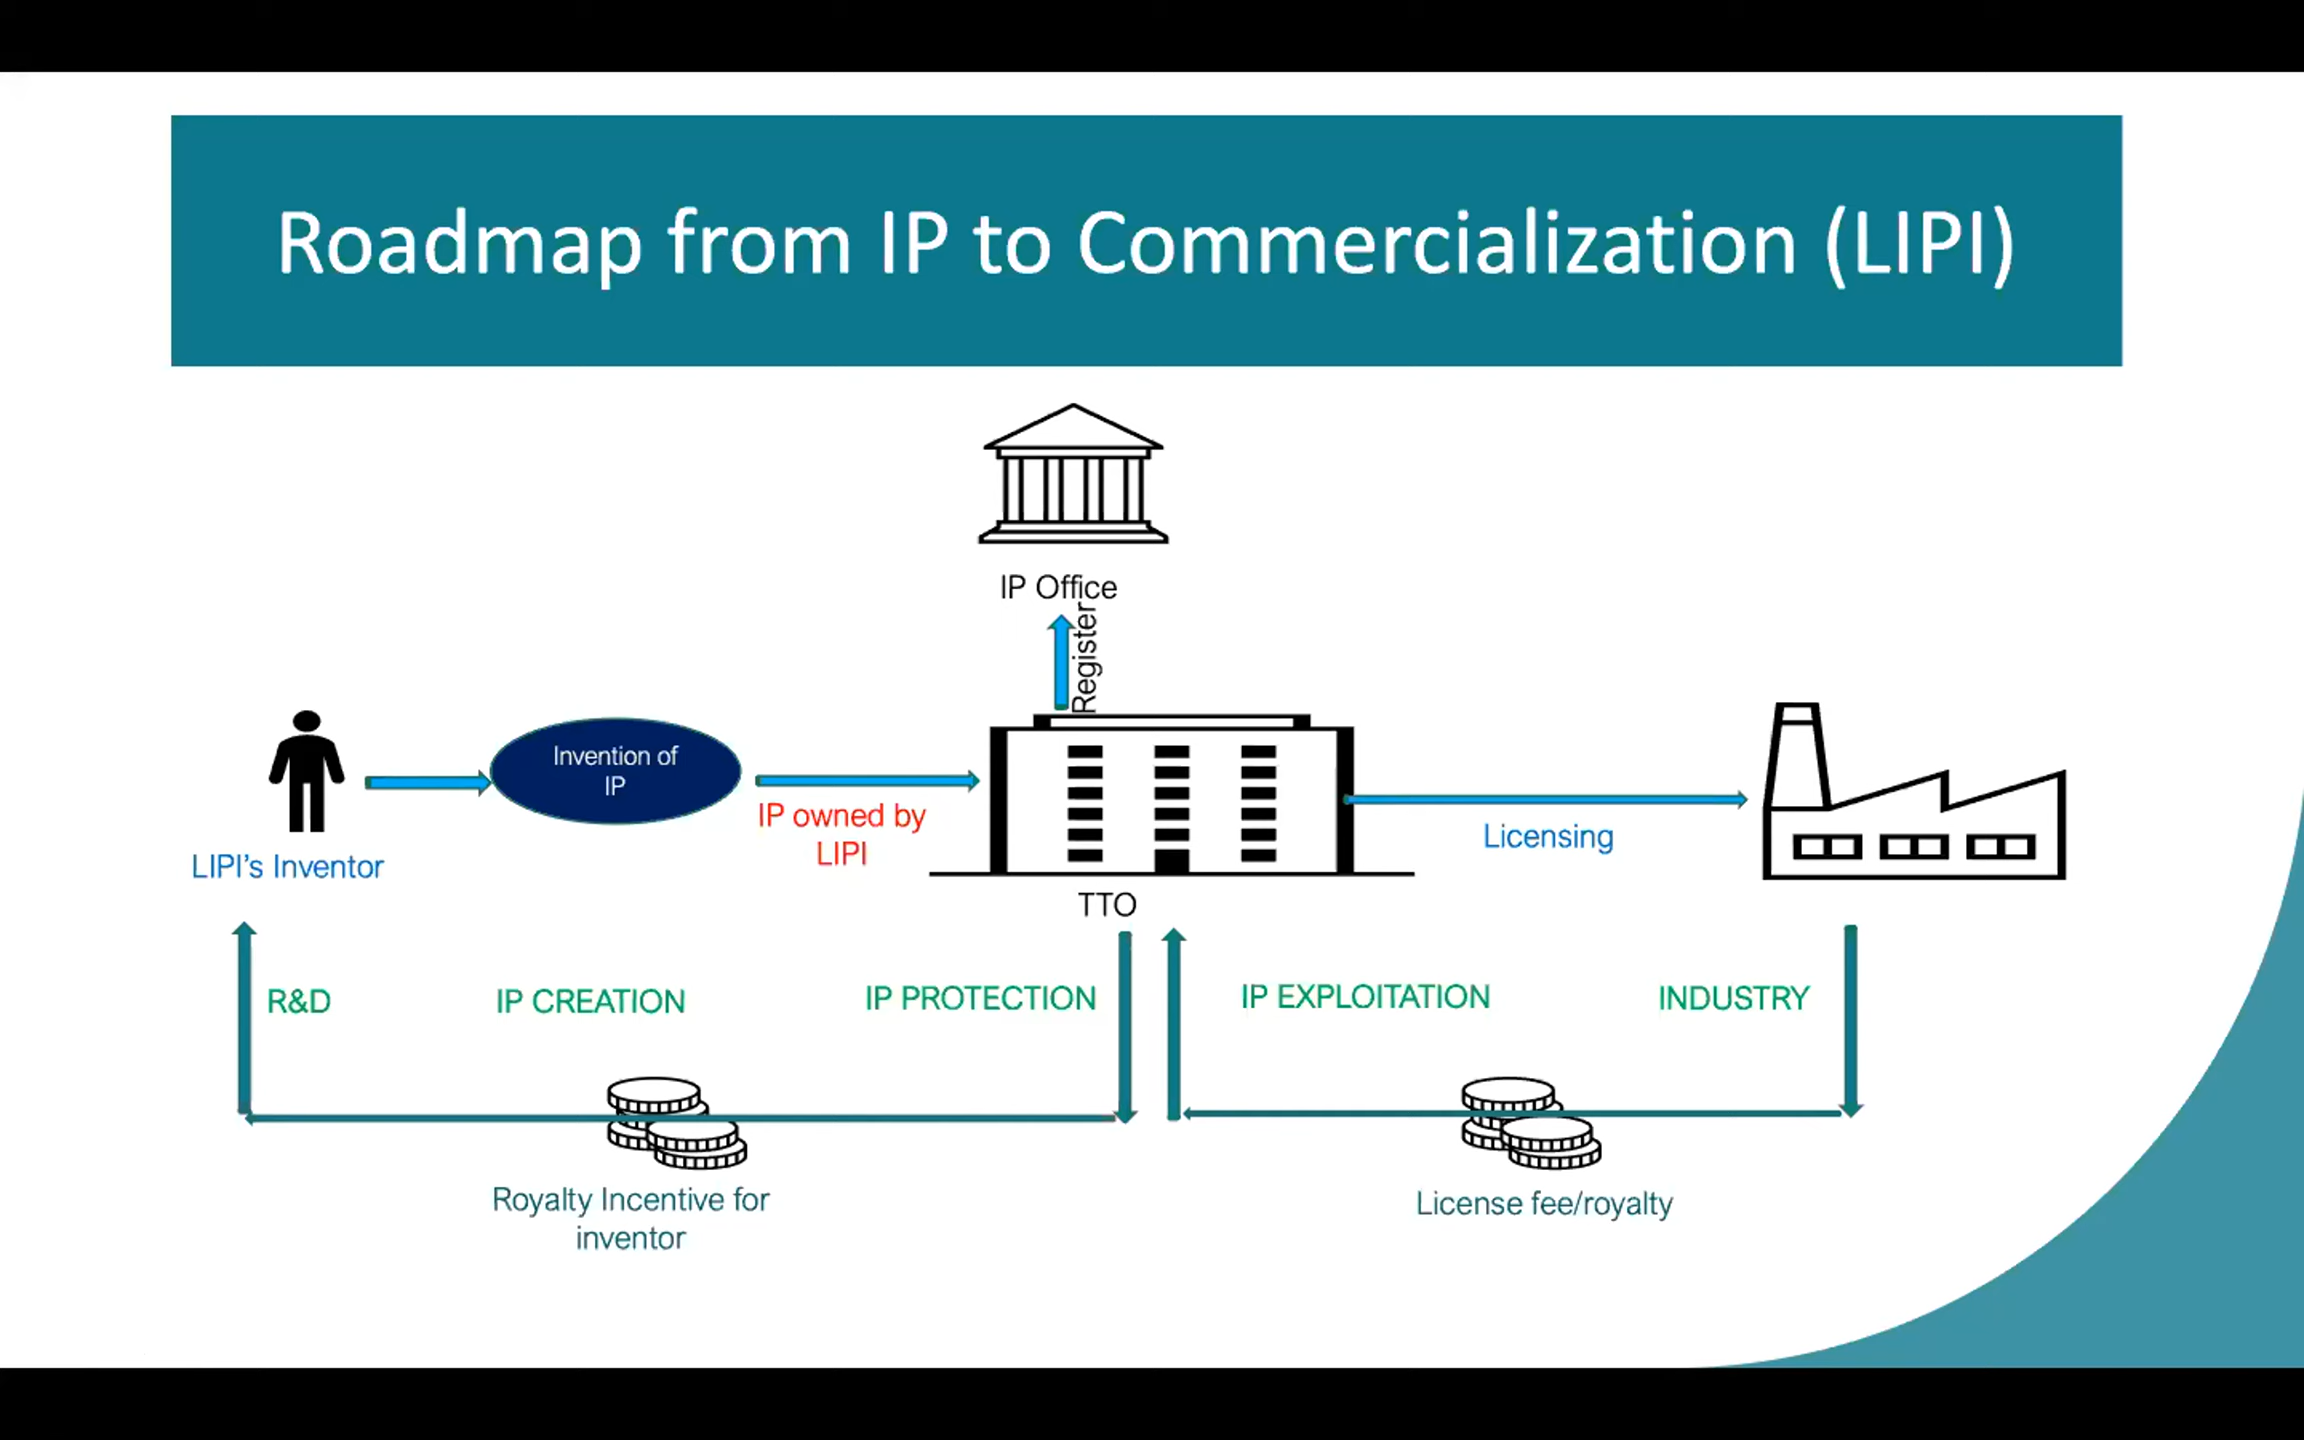 Roadmap from IP to Commercialization (LIPI)
IP Office
Register
Invention of
IP
IP owned by
LIPI
Licensing
LIPI's Inventor
TTO
R&D
IP CREATION
IP PROTECTION
IP EXPLOITATION
INDUSTRY
Royalty Incentive for
inventor
License fee/royalty